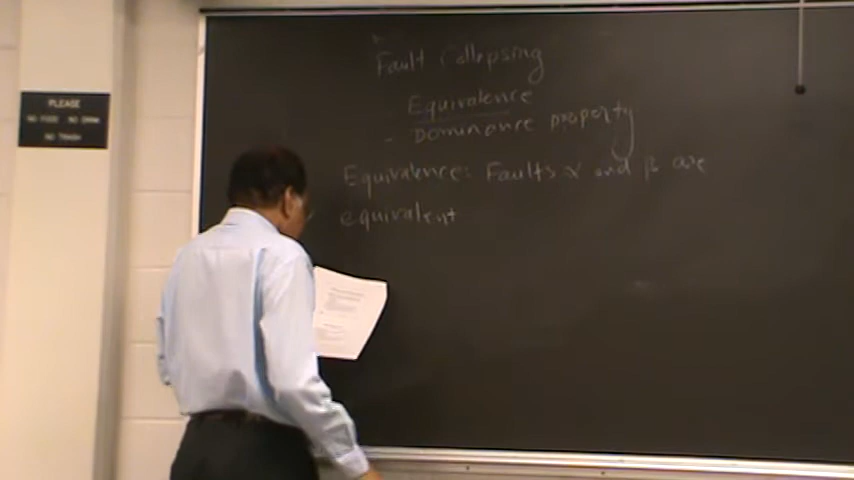 Fault Collapsing
Equivalence
- Dominance property
Equivalence: Faults α and β are
equivalent
PLEASE
NO FOOD NO DRINK
NO TRASH